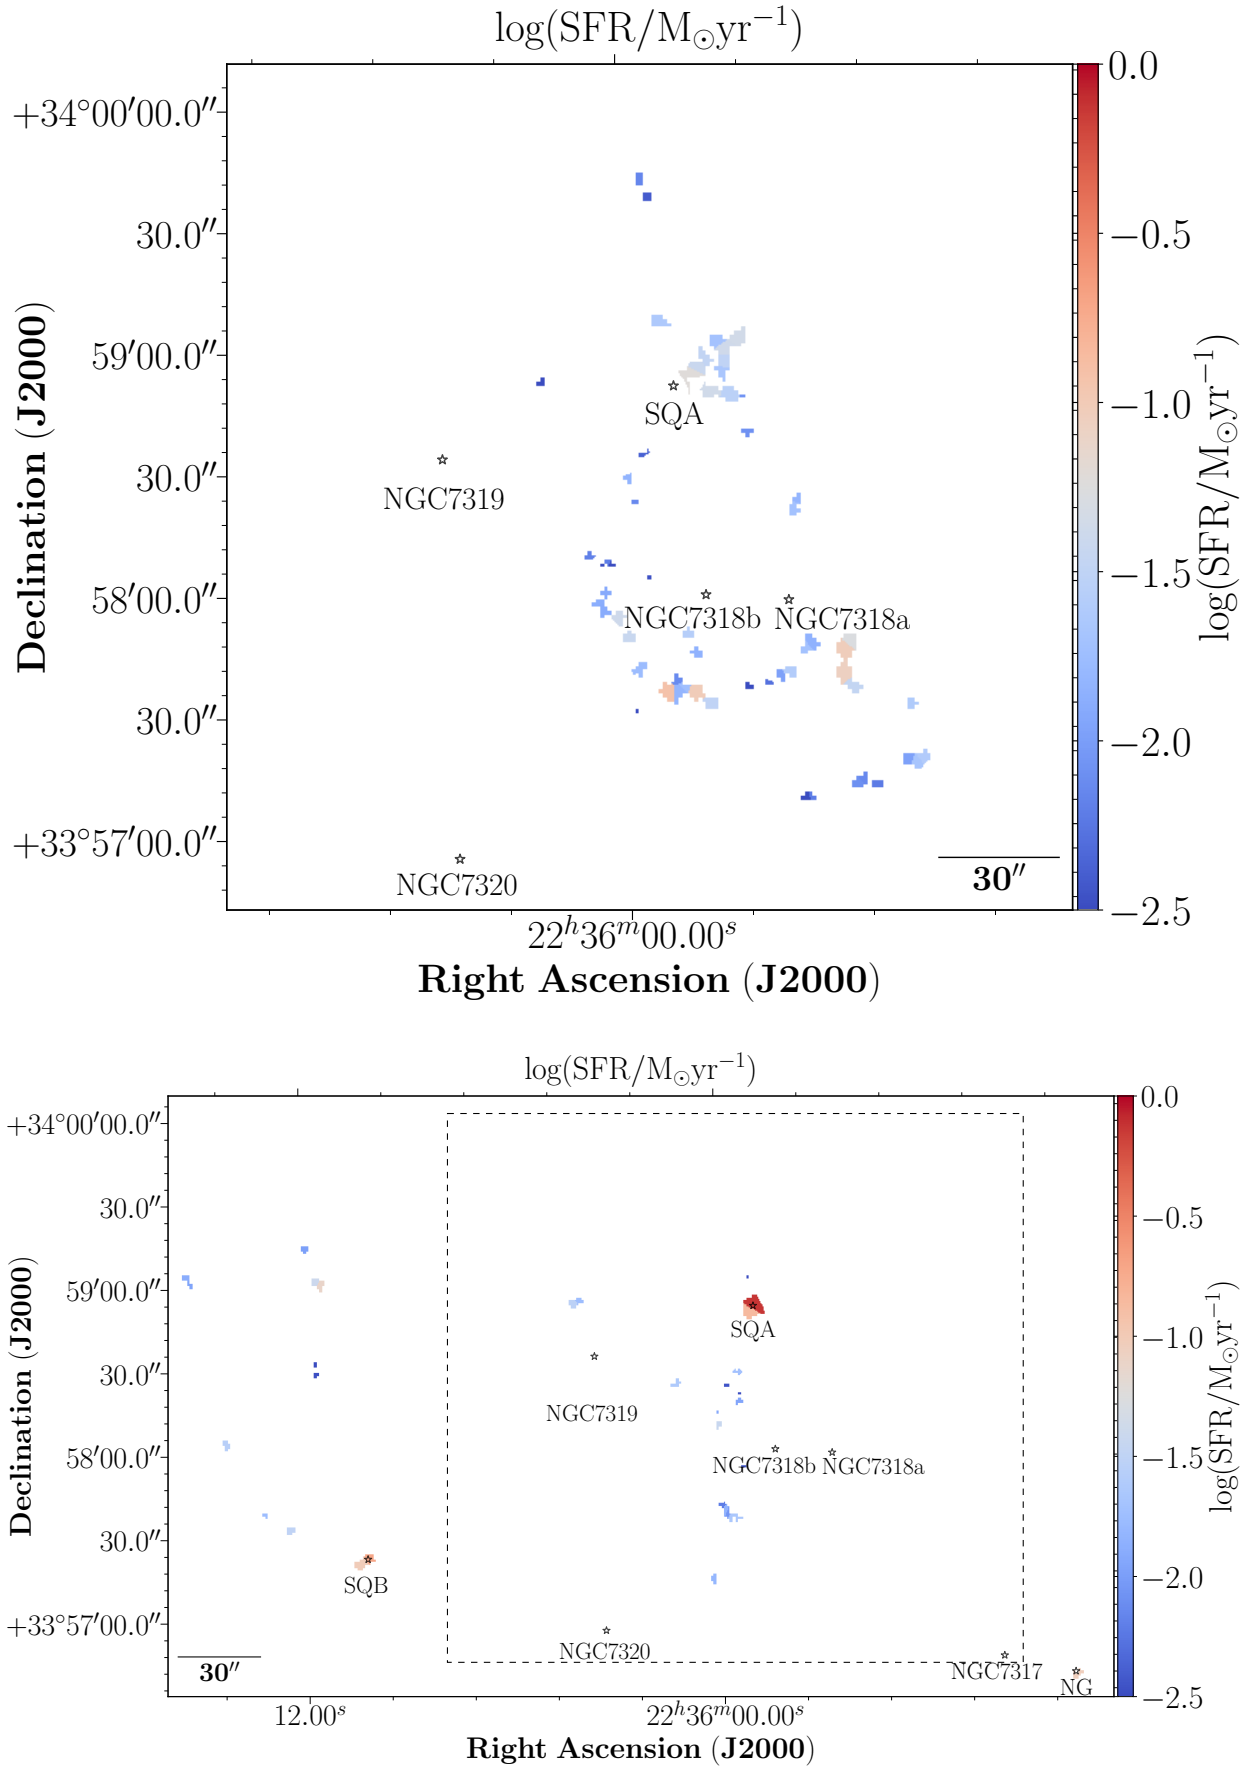 log(SFR/M⊙yr⁻¹)
+34°00′00.0″
30.0″
59′00.0″
30.0″
58′00.0″
30.0″
+33°57′00.0″
Declination (J2000)
SQA
NGC7319
NGC7318b
NGC7318a
NGC7320
30″
22ʰ36ᵐ00.00ˢ
Right Ascension (J2000)
0.0
−0.5
−1.0
−1.5
−2.0
−2.5
log(SFR/M⊙yr⁻¹)
log(SFR/M⊙yr⁻¹)
+34°00′00.0″
30.0″
59′00.0″
30.0″
58′00.0″
30.0″
+33°57′00.0″
Declination (J2000)
SQA
NGC7319
NGC7318b
NGC7318a
SQB
NGC7320
NGC7317
NG
30″
12.00ˢ
22ʰ36ᵐ00.00ˢ
Right Ascension (J2000)
0.0
−0.5
−1.0
−1.5
−2.0
−2.5
log(SFR/M⊙yr⁻¹)